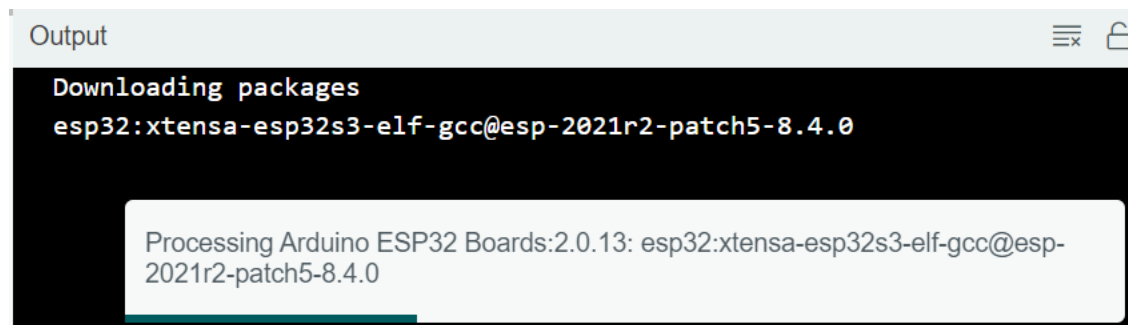 Output
Downloading packages
esp32:xtensa-esp32s3-elf-gcc@esp-2021r2-patch5-8.4.0
Processing Arduino ESP32 Boards:2.0.13: esp32:xtensa-esp32s3-elf-gcc@esp-
2021r2-patch5-8.4.0